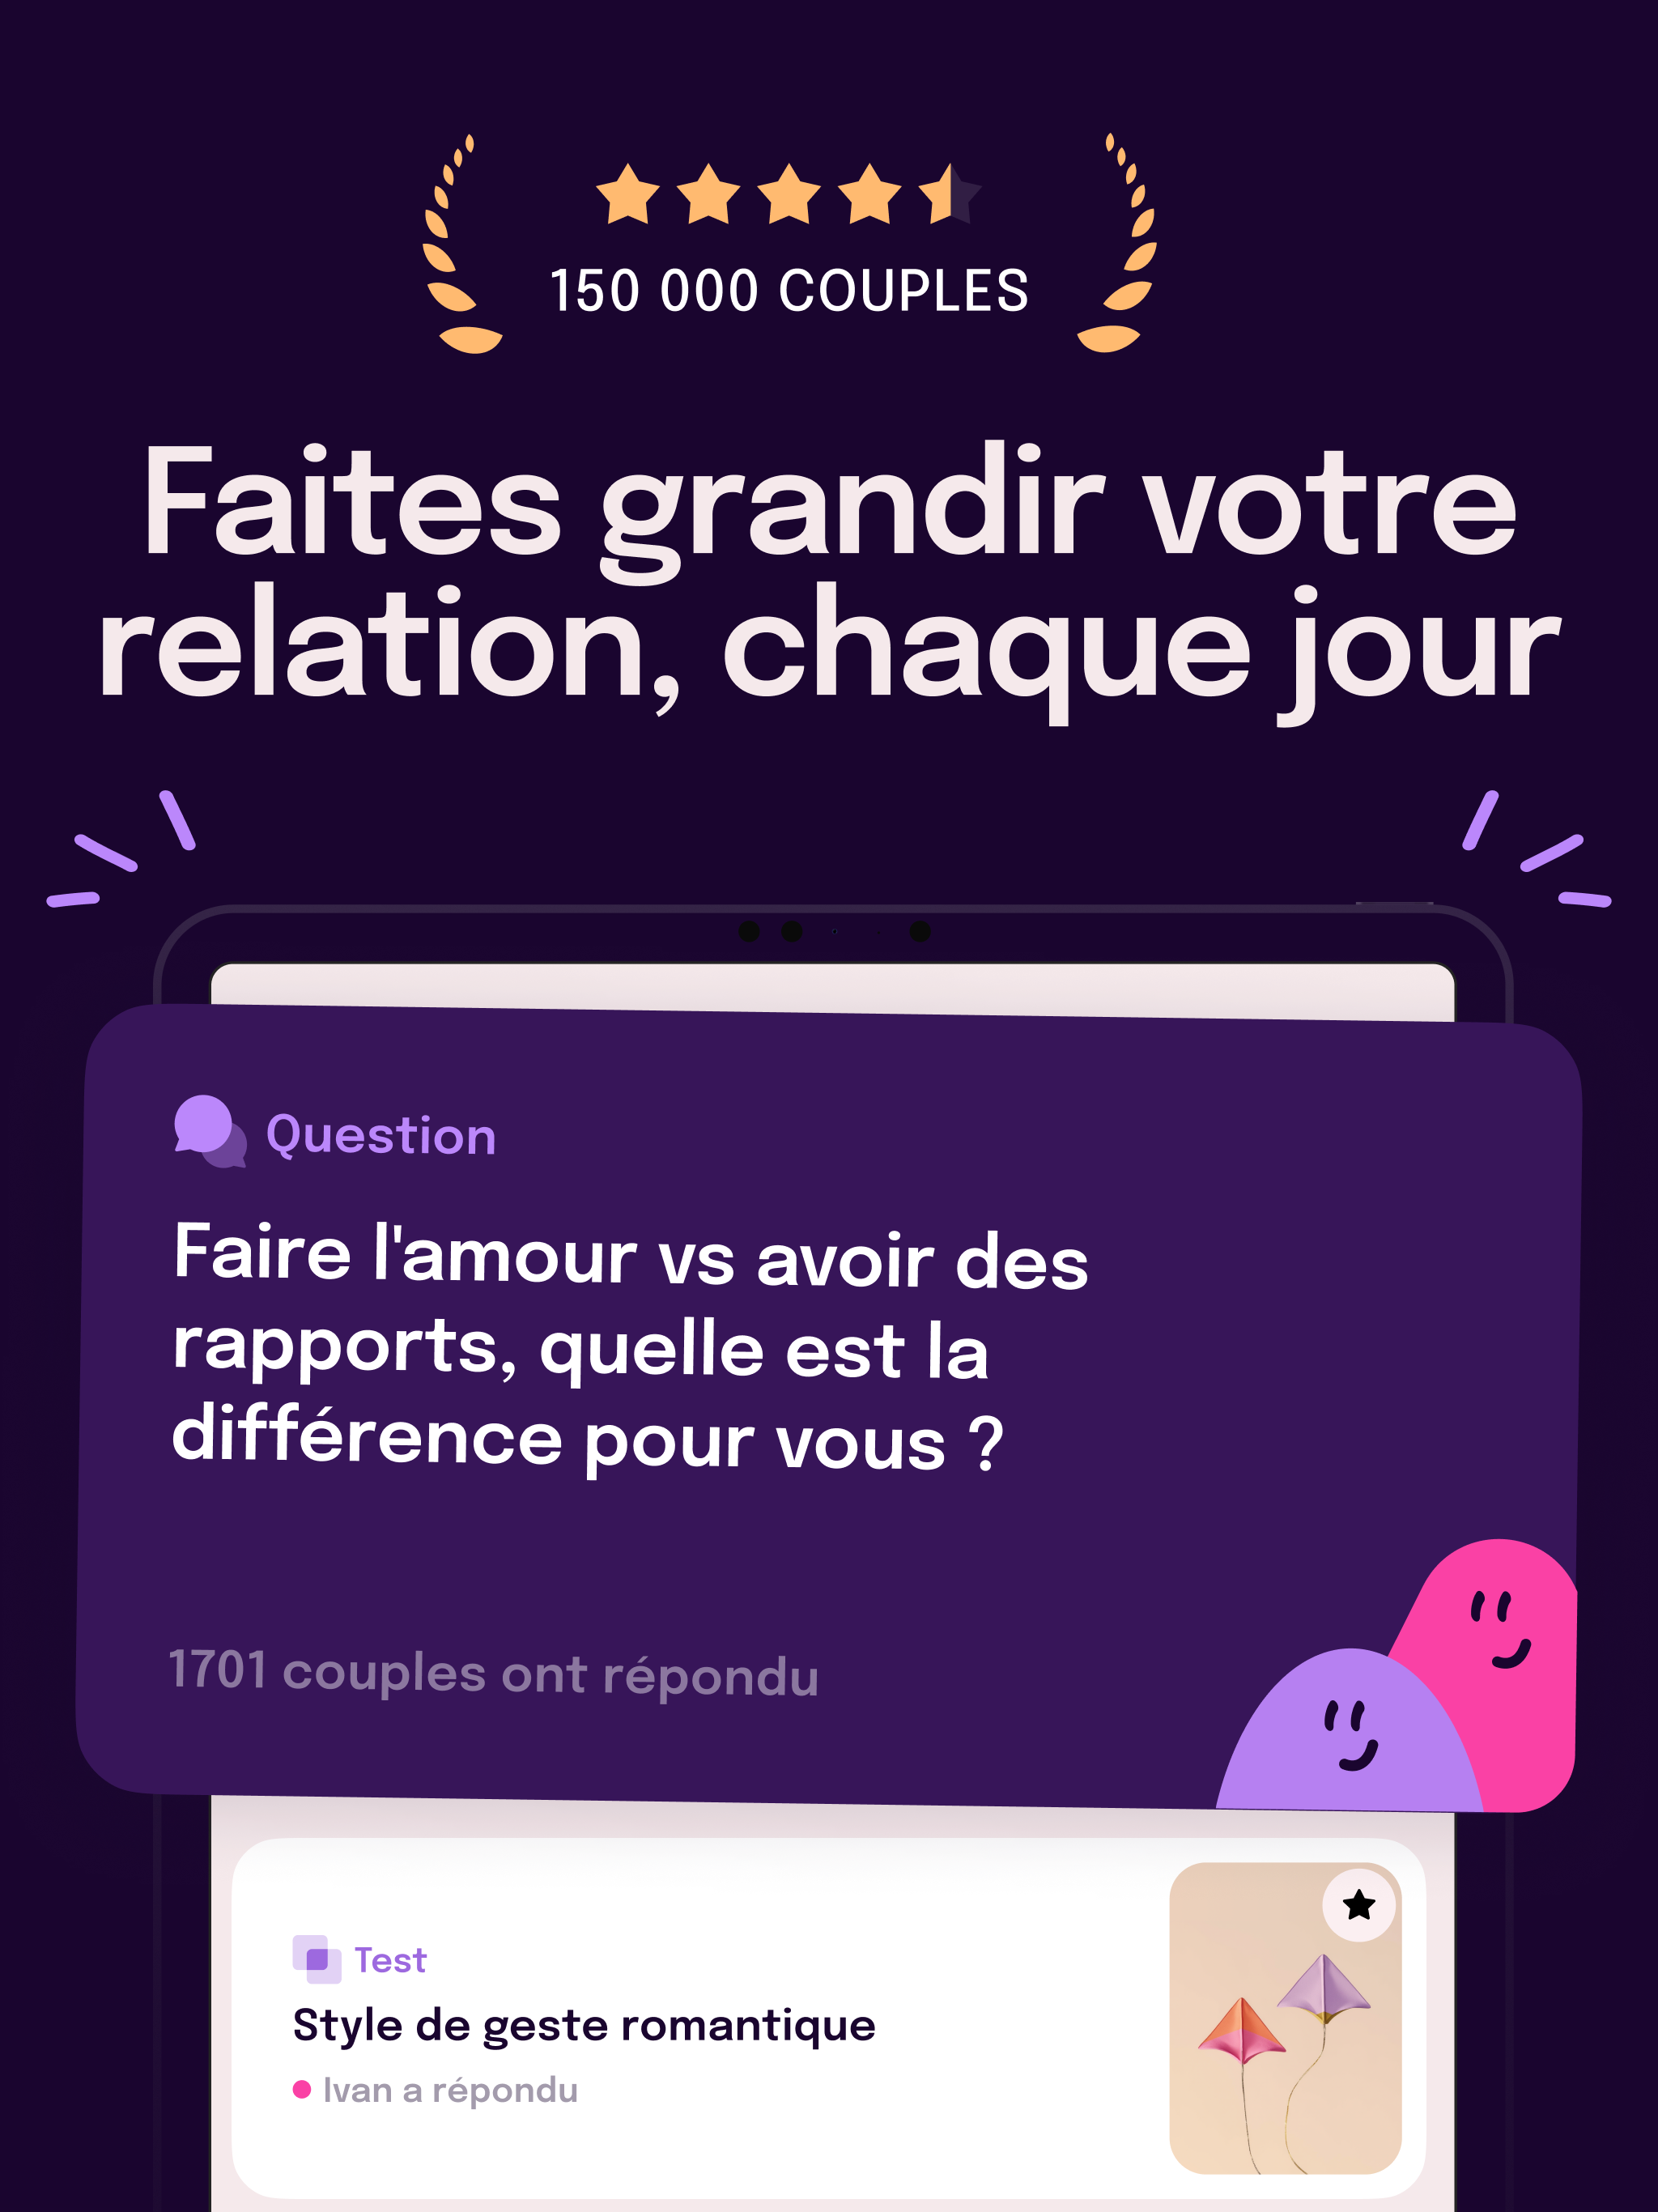 150 000 COUPLES
Faites grandir votre
relation, chaque jour
Question
Faire l'amour vs avoir des
rapports, quelle est la
différence pour vous ?
1701 couples ont répondu
Test
Style de geste romantique
Ivan a répondu